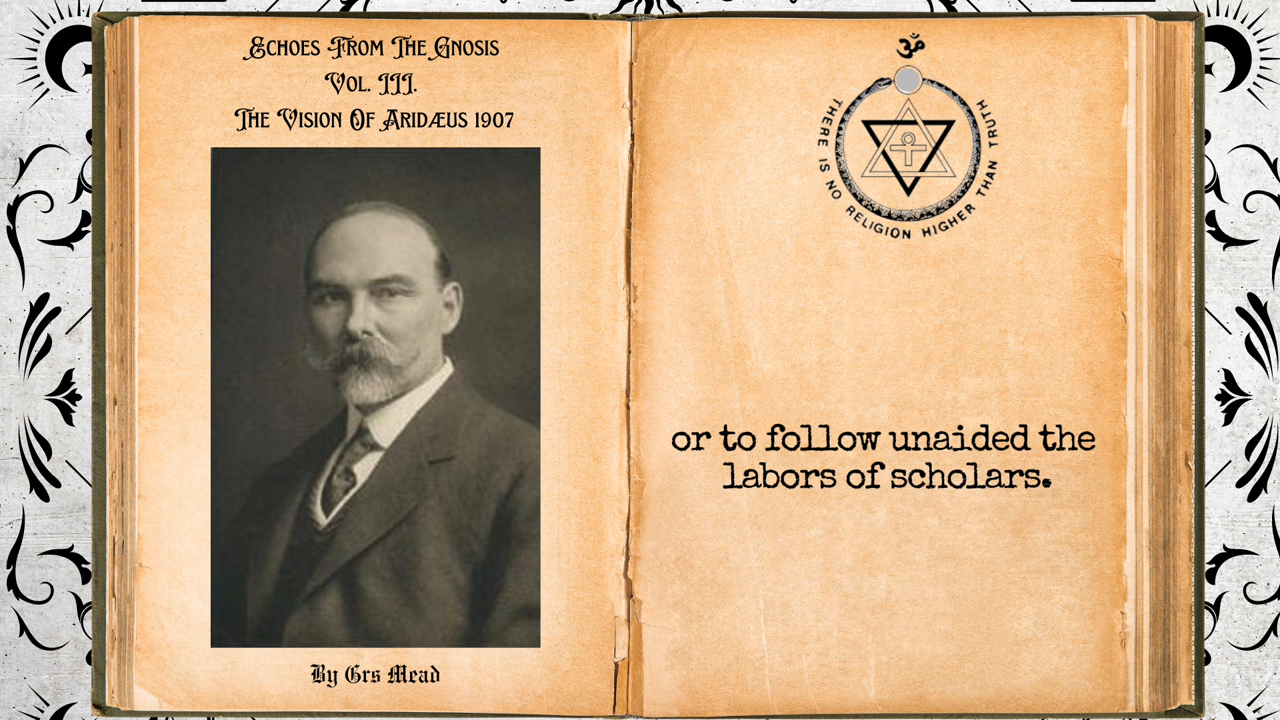 Echoes From The Gnosis
Vol. III.
The Vision Of Aridæus 1907
By Grs Mead
ॐ
THERE IS NO RELIGION HIGHER THAN TRUTH
or to follow unaided the
labors of scholars.